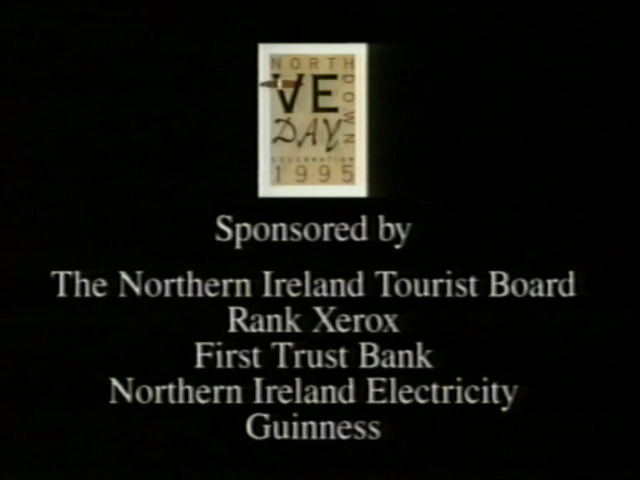 NORTH
DOWN
VE
DAY
CELEBRATION
1995
Sponsored by
The Northern Ireland Tourist Board
Rank Xerox
First Trust Bank
Northern Ireland Electricity
Guinness